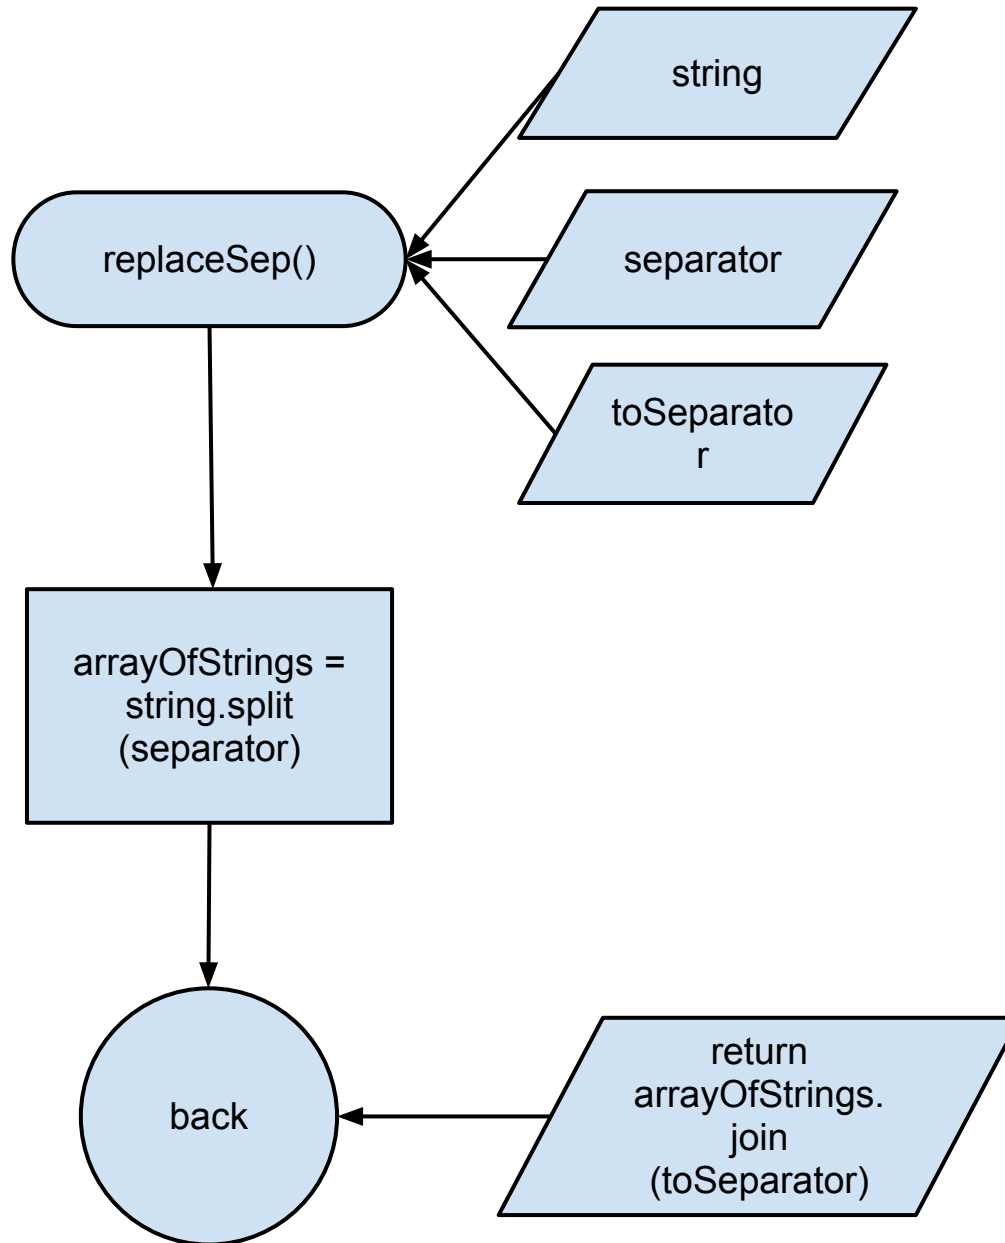 string
replaceSep()
separator
toSeparato
r
arrayOfStrings =
string.split
(separator)
back
return
arrayOfStrings.
join
(toSeparator)